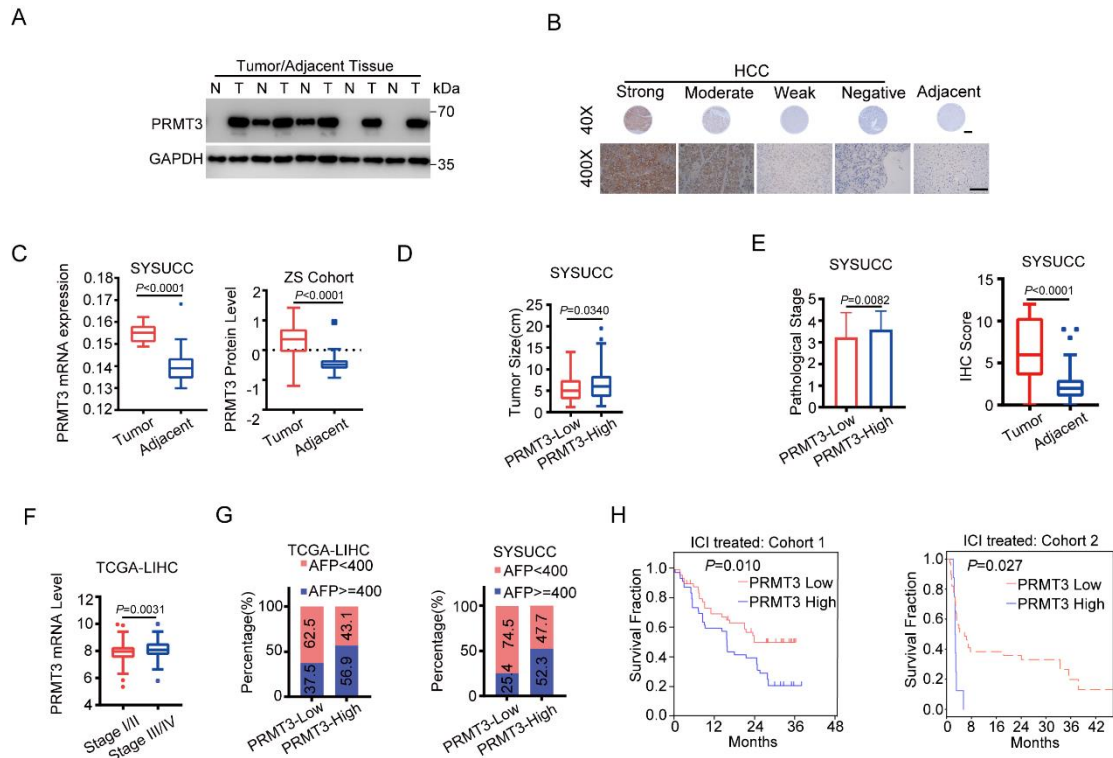 A
Tumor/Adjacent Tissue
N T N T N T N T N T kDa
PRMT3
70
GAPDH
35
B
HCC
Strong Moderate Weak Negative Adjacent
40X
400X
C
SYSUCC
PRMT3 mRNA expression
0.18
0.17
0.16
0.15
0.14
0.13
0.12
P<0.0001
Tumor
Adjacent
ZS Cohort
PRMT3 Protein Level
2
1
0
-1
-2
P<0.0001
Tumor
Adjacent
D
SYSUCC
Tumor Size(cm)
25
20
15
10
5
0
P=0.0340
PRMT3-Low
PRMT3-High
E
SYSUCC
Pathological Stage
5
4
3
2
1
0
P=0.0082
PRMT3-Low
PRMT3-High
SYSUCC
IHC Score
15
10
5
0
P<0.0001
Tumor
Adjacent
F
TCGA-LIHC
PRMT3 mRNA Level
12
10
8
6
4
P=0.0031
Stage I/II
Stage III/IV
G
TCGA-LIHC
AFP<400
AFP>=400
Percentage(%)
100
50
0
62.5
37.5
43.1
56.9
PRMT3-Low
PRMT3-High
SYSUCC
AFP<400
AFP>=400
Percentage(%)
100
50
0
74.5
25.4
47.7
52.3
PRMT3-Low
PRMT3-High
H
ICI treated: Cohort 1
P=0.010
PRMT3 Low
PRMT3 High
Survival Fraction
1.0
0.8
0.6
0.4
0.2
0.0
0 12 24 36 48
Months
ICI treated: Cohort 2
P=0.027
PRMT3 Low
PRMT3 High
Survival Fraction
1.0
0.8
0.6
0.4
0.2
0.0
0 6 12 18 24 30 36 42
Months